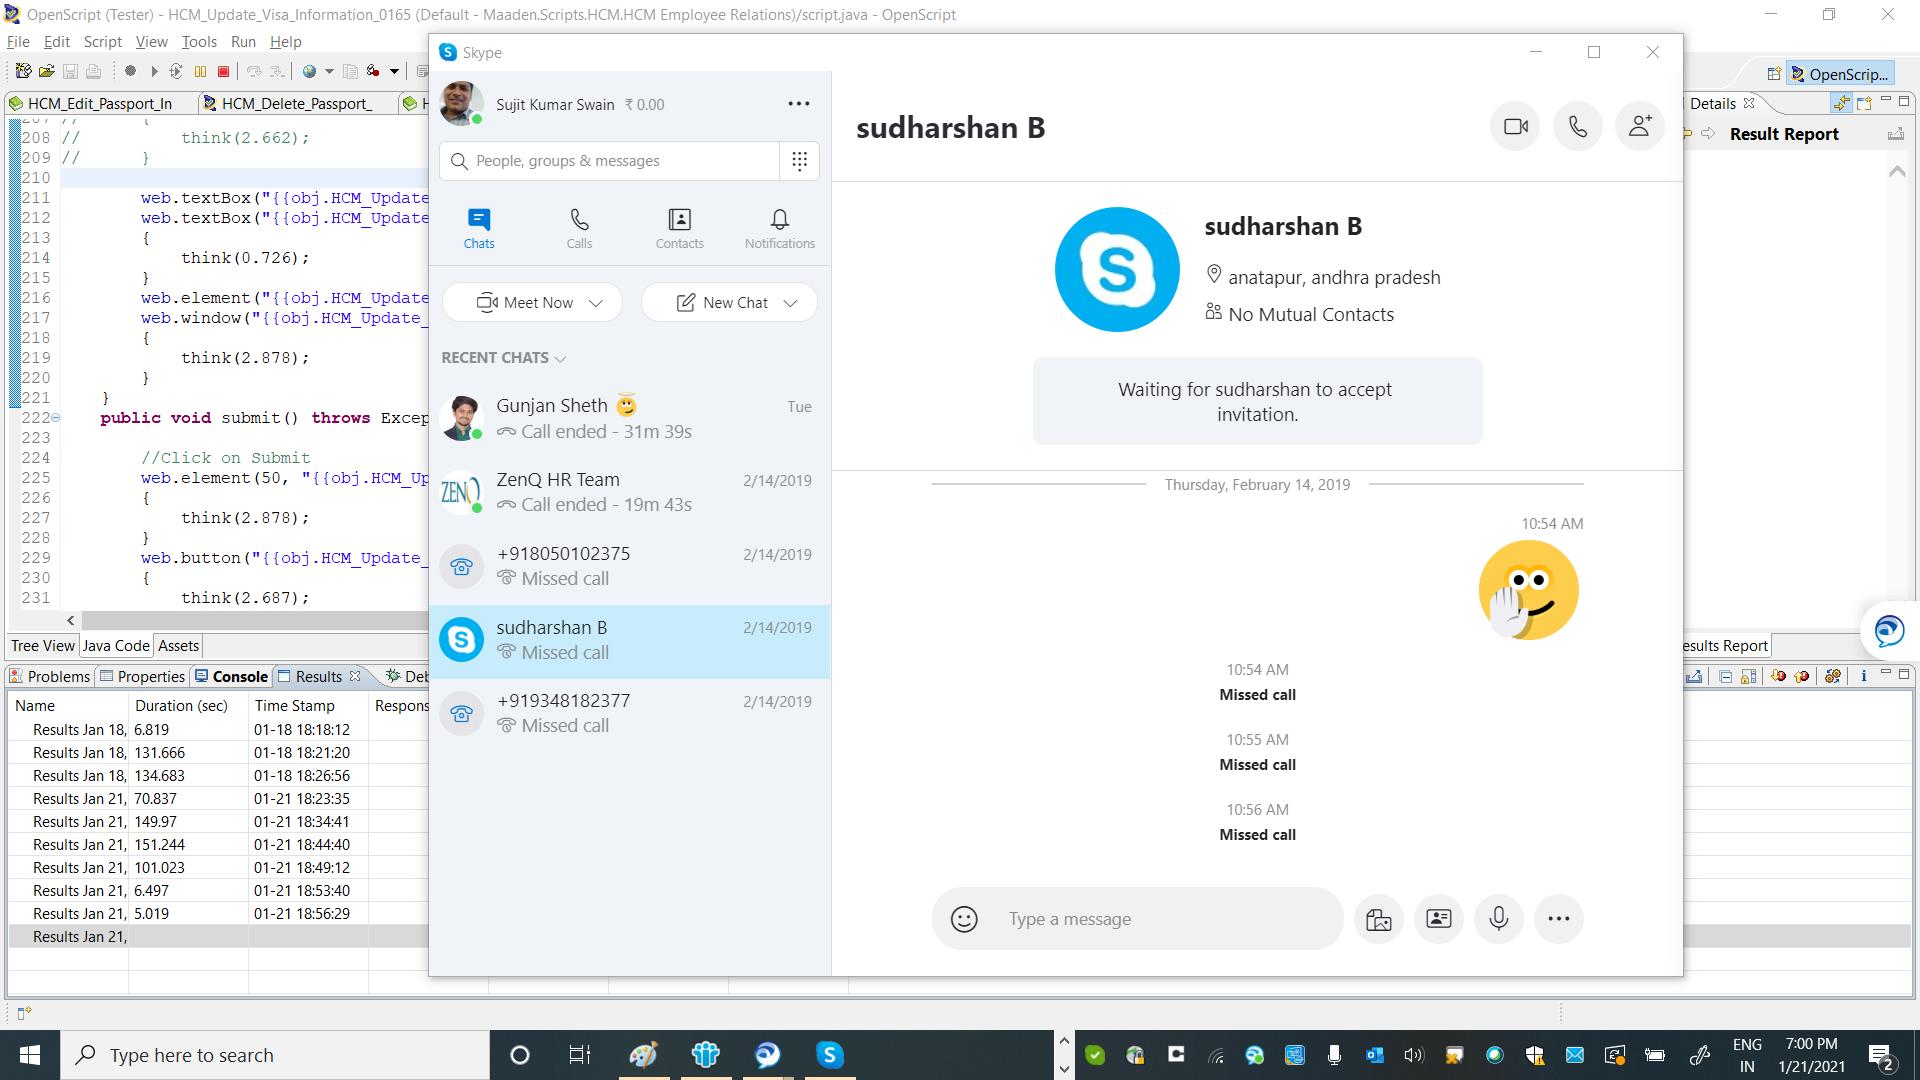 OpenScript (Tester) - HCM_Update_Visa_Information_0165 (Default - Maaden.Scripts.HCM.HCM Employee Relations)/script.java - OpenScript
File Edit Script View Tools Run Help
OpenScrip...
HCM_Edit_Passport_In
HCM_Delete_Passport_
Details
Result Report
208 // think(2.662);
209 // }
210
211 web.textBox("{{obj.HCM_Update
212 web.textBox("{{obj.HCM_Update
213 {
214 think(0.726);
215 }
216 web.element("{{obj.HCM_Update
217 web.window("{{obj.HCM_Update_
218 {
219 think(2.878);
220 }
221 }
222 public void submit() throws Excep
223
224 //Click on Submit
225 web.element(50, "{{obj.HCM_Up
226 {
227 think(2.878);
228 }
229 web.button("{{obj.HCM_Update_
230 {
231 think(2.687);
Tree View Java Code Assets
esults Report
Problems Properties Console Results Deb
Name Duration (sec) Time Stamp Respons
Results Jan 18, 6.819 01-18 18:18:12
Results Jan 18, 131.666 01-18 18:21:20
Results Jan 18, 134.683 01-18 18:26:56
Results Jan 21, 70.837 01-21 18:23:35
Results Jan 21, 149.97 01-21 18:34:41
Results Jan 21, 151.244 01-21 18:44:40
Results Jan 21, 101.023 01-21 18:49:12
Results Jan 21, 6.497 01-21 18:53:40
Results Jan 21, 5.019 01-21 18:56:29
Results Jan 21,
Skype
Sujit Kumar Swain ₹ 0.00
People, groups & messages
Chats Calls Contacts Notifications
Meet Now New Chat
RECENT CHATS
Gunjan Sheth Tue
Call ended - 31m 39s
ZENQ
ZenQ HR Team 2/14/2019
Call ended - 19m 43s
+918050102375 2/14/2019
Missed call
sudharshan B 2/14/2019
Missed call
+919348182377 2/14/2019
Missed call
sudharshan B
sudharshan B
anatapur, andhra pradesh
No Mutual Contacts
Waiting for sudharshan to accept
invitation.
Thursday, February 14, 2019
10:54 AM
10:54 AM
Missed call
10:55 AM
Missed call
10:56 AM
Missed call
Type a message
Type here to search
ENG
IN
7:00 PM
1/21/2021
2